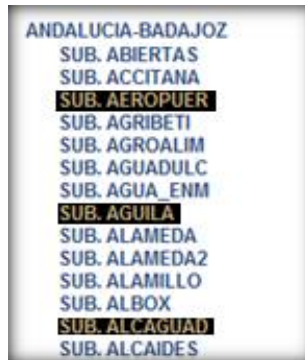 ANDALUCIA-BADAJOZ
SUB. ABIERTAS
SUB. ACCITANA
SUB. AEROPUER
SUB. AGRIBETI
SUB. AGROALIM
SUB. AGUADULC
SUB. AGUA_ENM
SUB. AGUILA
SUB. ALAMEDA
SUB. ALAMEDA2
SUB. ALAMILLO
SUB. ALBOX
SUB. ALCAGUAD
SUB. ALCAIDES